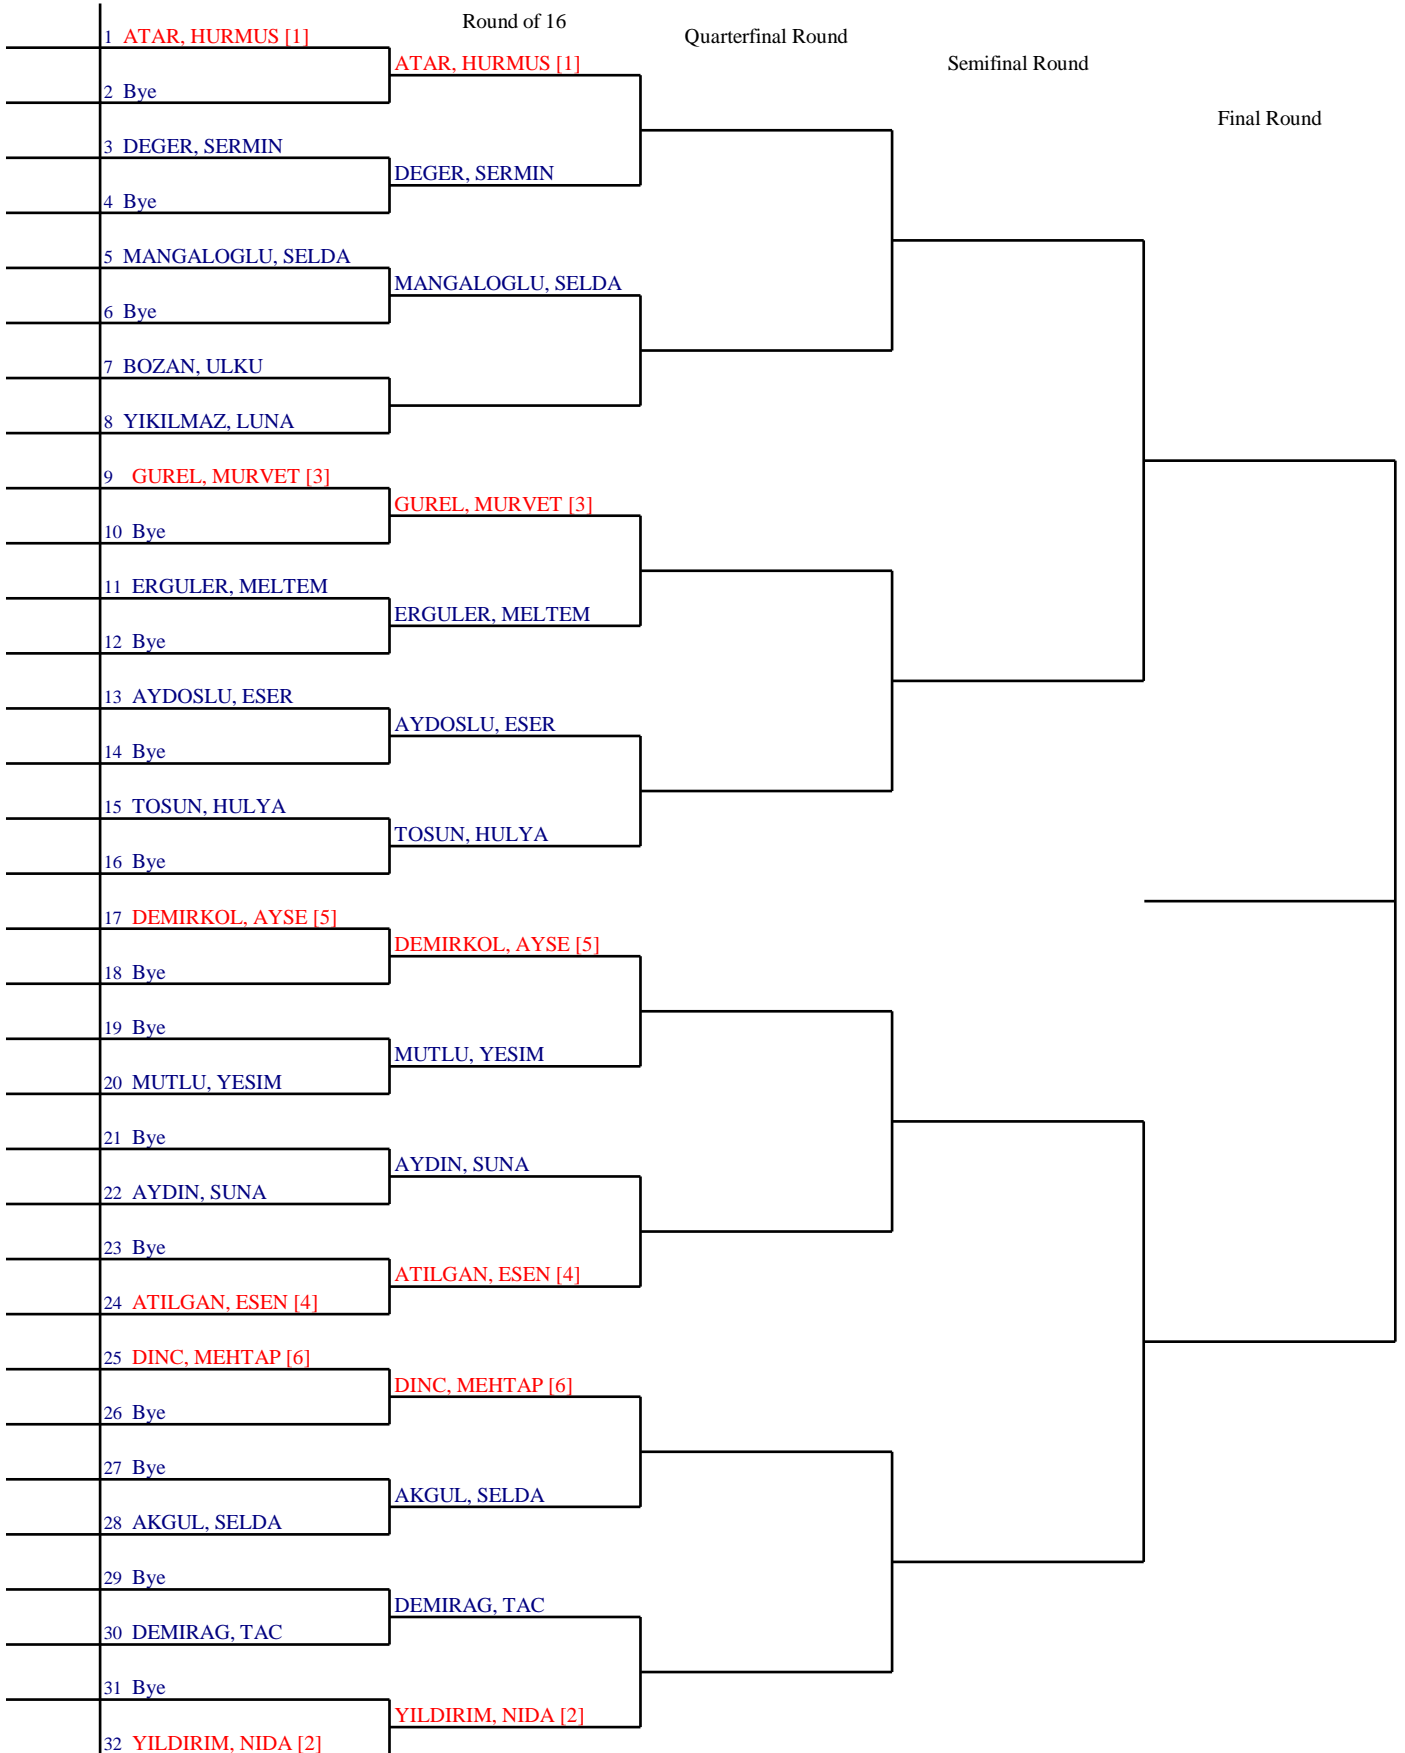 Round of 16
Quarterfinal Round
Semifinal Round
Final Round
1 ATAR, HURMUS [1]
ATAR, HURMUS [1]
2 Bye
3 DEGER, SERMIN
DEGER, SERMIN
4 Bye
5 MANGALOGLU, SELDA
MANGALOGLU, SELDA
6 Bye
7 BOZAN, ULKU
8 YIKILMAZ, LUNA
9 GUREL, MURVET [3]
GUREL, MURVET [3]
10 Bye
11 ERGULER, MELTEM
ERGULER, MELTEM
12 Bye
13 AYDOSLU, ESER
AYDOSLU, ESER
14 Bye
15 TOSUN, HULYA
TOSUN, HULYA
16 Bye
17 DEMIRKOL, AYSE [5]
DEMIRKOL, AYSE [5]
18 Bye
19 Bye
MUTLU, YESIM
20 MUTLU, YESIM
21 Bye
AYDIN, SUNA
22 AYDIN, SUNA
23 Bye
ATILGAN, ESEN [4]
24 ATILGAN, ESEN [4]
25 DINC, MEHTAP [6]
DINC, MEHTAP [6]
26 Bye
27 Bye
AKGUL, SELDA
28 AKGUL, SELDA
29 Bye
DEMIRAG, TAC
30 DEMIRAG, TAC
31 Bye
YILDIRIM, NIDA [2]
32 YILDIRIM, NIDA [2]